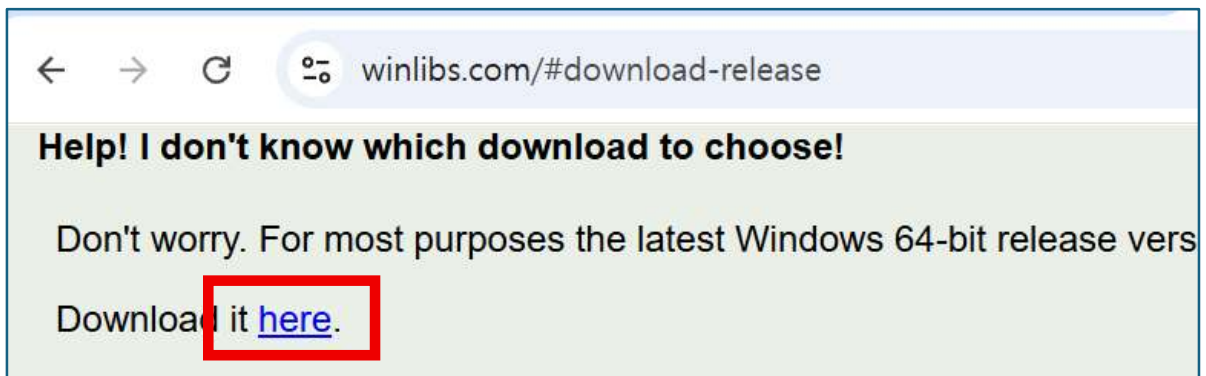 winlibs.com/#download-release
Help! I don't know which download to choose!
Don't worry. For most purposes the latest Windows 64-bit release vers
Download it here.